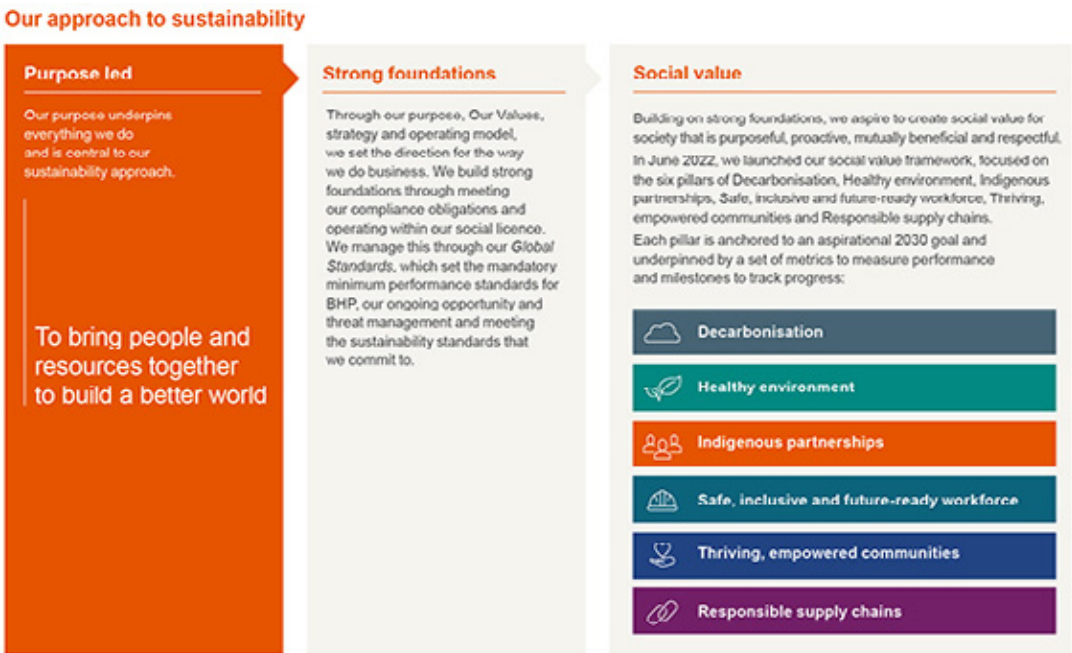 Our approach to sustainability
Purpose led
Our purpose underpins
everything we do
and is central to our
sustainability approach.
To bring people and
resources together
to build a better world
Strong foundations
Through our purpose, Our Values,
strategy and operating model,
we set the direction for the way
we do business. We build strong
foundations through meeting
our compliance obligations and
operating within our social licence.
We manage this through our Global
Standards, which set the mandatory
minimum performance standards for
BHP, our ongoing opportunity and
threat management and meeting
the sustainability standards that
we commit to.
Social value
Building on strong foundations, we aspire to create social value for
society that is purposeful, proactive, mutually beneficial and respectful.
In June 2022, we launched our social value framework, focused on
the six pillars of Decarbonisation, Healthy environment, Indigenous
partnerships, Safe, inclusive and future-ready workforce, Thriving,
empowered communities and Responsible supply chains.
Each pillar is anchored to an aspirational 2030 goal and
underpinned by a set of metrics to measure performance
and milestones to track progress:
Decarbonisation
Healthy environment
Indigenous partnerships
Safe, inclusive and future-ready workforce
Thriving, empowered communities
Responsible supply chains